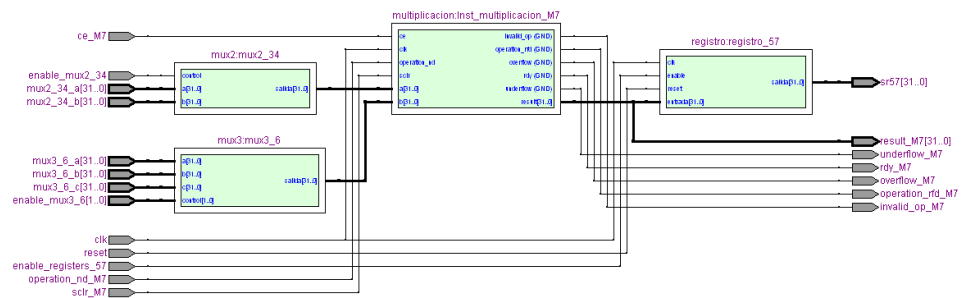 multiplicacion:Inst_multiplicacion_M7
ce_M7
ce
invalid_op (GND)
clk
operation_rfd (GND)
operation_nd
overflow (GND)
sclr
rdy (GND)
a[31..0]
underflow (GND)
b[31..0]
result[31..0]
mux2:mux2_34
enable_mux2_34
control
mux2_34_a[31..0]
a[31..0]
salida[31..0]
mux2_34_b[31..0]
b[31..0]
registro:registro_57
clk
enable
salida[31..0]
reset
entrada[31..0]
sr57[31..0]
mux3:mux3_6
mux3_6_a[31..0]
a[31..0]
mux3_6_b[31..0]
b[31..0]
salida[31..0]
mux3_6_c[31..0]
c[31..0]
enable_mux3_6[1..0]
control[1..0]
result_M7[31..0]
underflow_M7
rdy_M7
overflow_M7
operation_rfd_M7
invalid_op_M7
clk
reset
enable_registers_57
operation_nd_M7
sclr_M7